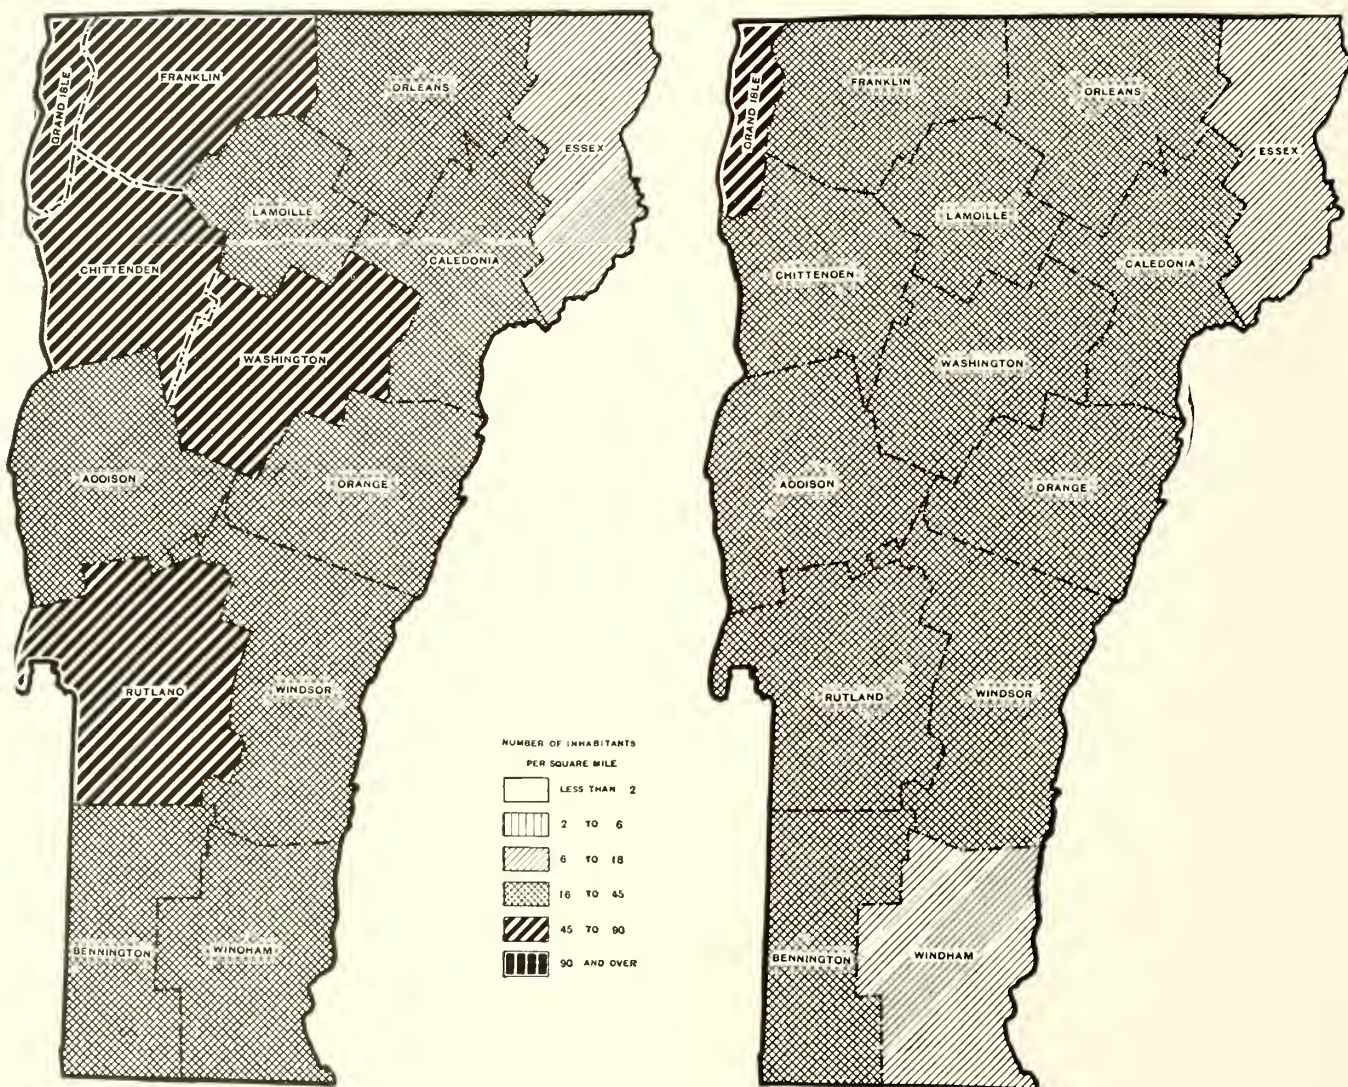 GRAND ISLE
FRANKLIN
ORLEANS
ESSEX
LAMOILLE
CHITTENDEN
CALEDONIA
WASHINGTON
ADDISON
ORANGE
RUTLAND
WINDSOR
BENNINGTON
WINDHAM
NUMBER OF INHABITANTS
PER SQUARE MILE
LESS THAN 2
2 TO 6
6 TO 18
18 TO 45
45 TO 90
90 AND OVER
GRAND ISLE
FRANKLIN
ORLEANS
ESSEX
LAMOILLE
CHITTENDEN
CALEDONIA
WASHINGTON
ADDISON
ORANGE
RUTLAND
WINDSOR
BENNINGTON
WINDHAM